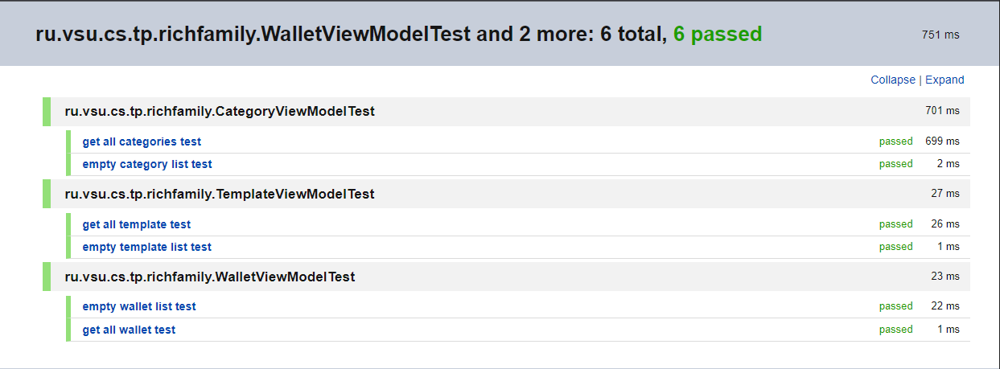 ru.vsu.cs.tp.richfamily.WalletViewModelTest and 2 more: 6 total, 6 passed 751 ms
Collapse | Expand
ru.vsu.cs.tp.richfamily.CategoryViewModelTest 701 ms
get all categories test passed 699 ms
empty category list test passed 2 ms
ru.vsu.cs.tp.richfamily.TemplateViewModelTest 27 ms
get all template test passed 26 ms
empty template list test passed 1 ms
ru.vsu.cs.tp.richfamily.WalletViewModelTest 23 ms
empty wallet list test passed 22 ms
get all wallet test passed 1 ms